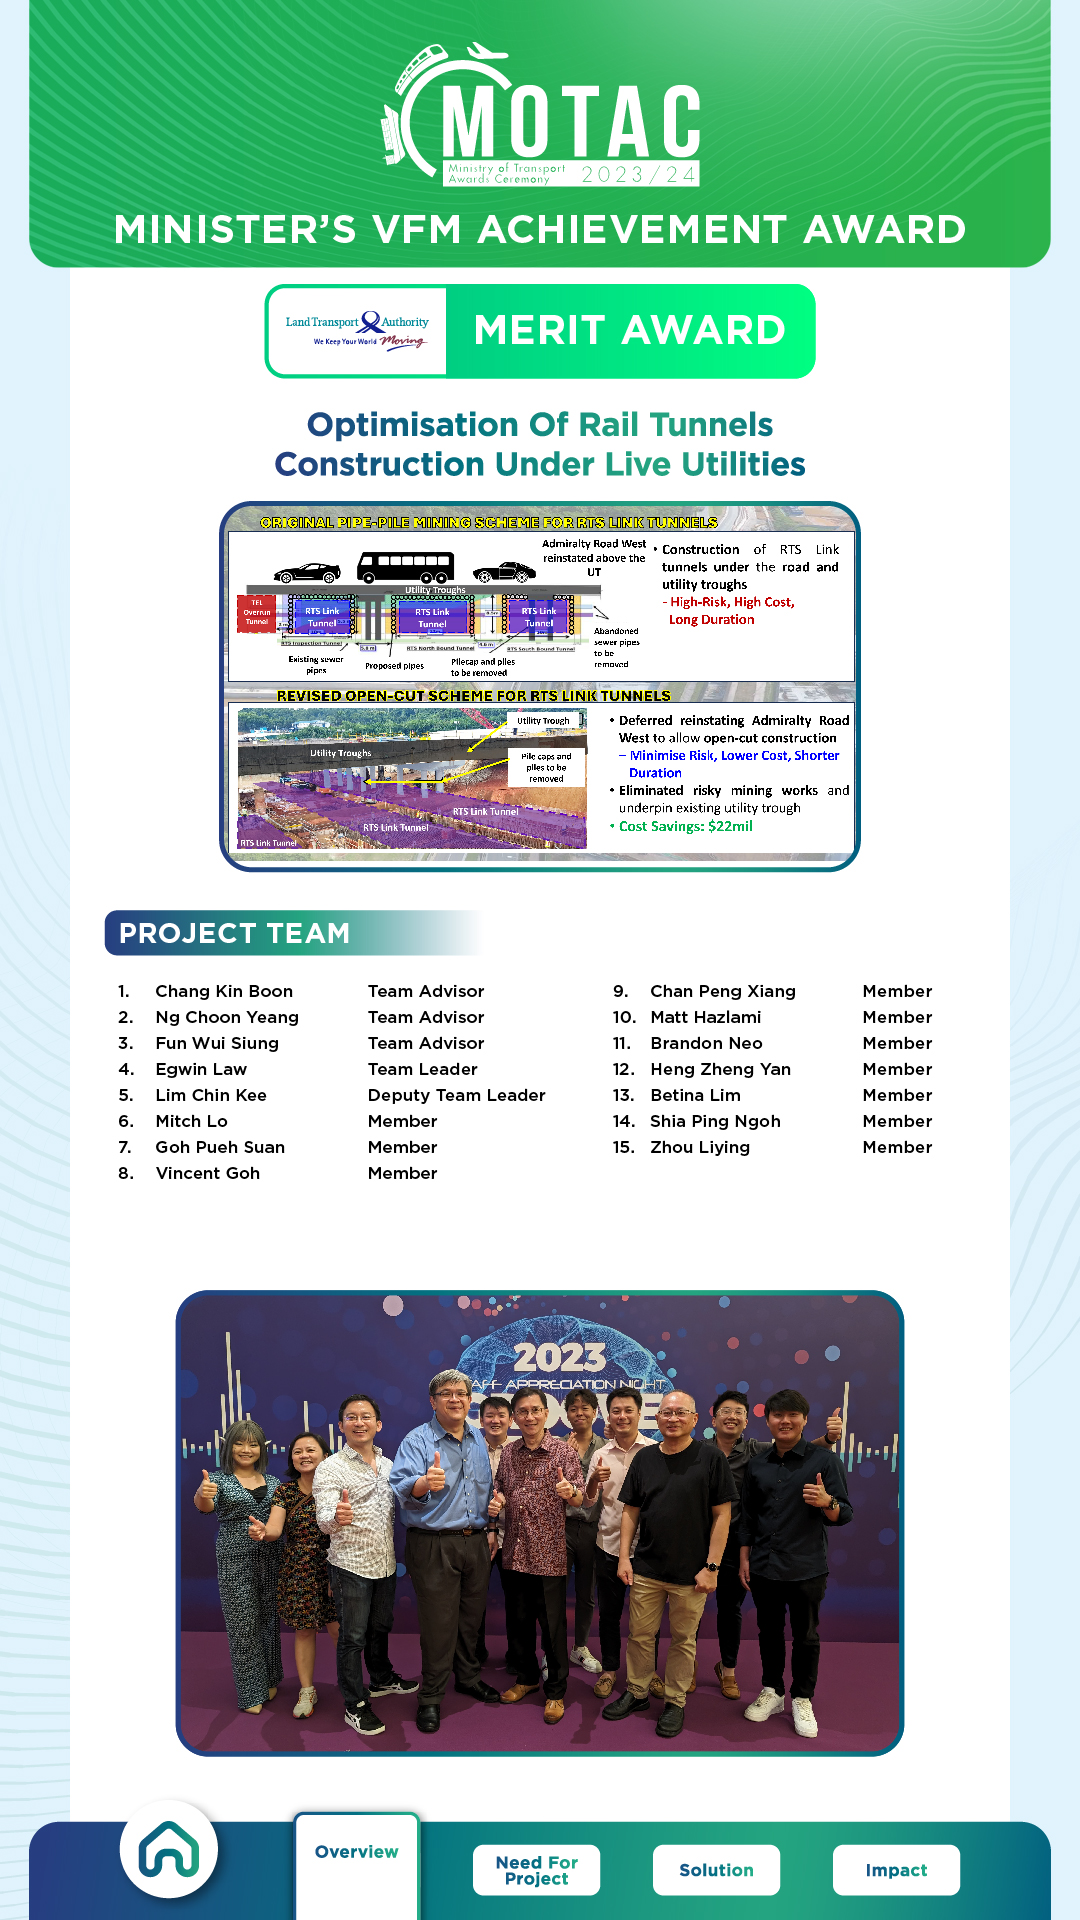 MOTAC
Ministry of Transport
Awards Ceremony 2023/24
MINISTER'S VFM ACHIEVEMENT AWARD
Land Transport Authority
We Keep Your World Moving
MERIT AWARD
Optimisation Of Rail Tunnels
Construction Under Live Utilities
ORIGINAL PIPE-PILE MINING SCHEME FOR RTS LINK TUNNELS
Admiralty Road West
reinstated above the
UT
Utility Troughs
TEL
Overrun
Tunnel
RTS Link
Tunnel
RTS Link
Tunnel
RTS Link
Tunnel
RTS Inspection Tunnel
5.0 m
RTS North Bound Tunnel
RTS South Bound Tunnel
Existing sewer
pipes
Proposed pipes
Pilecap and piles
to be removed
Abandoned
sewer pipes
to be
removed
• Construction of RTS Link
tunnels under the road and
utility troughs
- High-Risk, High Cost,
Long Duration
REVISED OPEN-CUT SCHEME FOR RTS LINK TUNNELS
Utility Trough
Utility Troughs
Pile caps and
piles to be
removed
RTS Link Tunnel
RTS Link Tunnel
RTS Link Tunnel
• Deferred reinstating Admiralty Road
West to allow open-cut construction
– Minimise Risk, Lower Cost, Shorter
Duration
• Eliminated risky mining works and
underpin existing utility trough
• Cost Savings: $22mil
PROJECT TEAM
1. Chang Kin Boon Team Advisor
2. Ng Choon Yeang Team Advisor
3. Fun Wui Siung Team Advisor
4. Egwin Law Team Leader
5. Lim Chin Kee Deputy Team Leader
6. Mitch Lo Member
7. Goh Pueh Suan Member
8. Vincent Goh Member
9. Chan Peng Xiang Member
10. Matt Hazlami Member
11. Brandon Neo Member
12. Heng Zheng Yan Member
13. Betina Lim Member
14. Shia Ping Ngoh Member
15. Zhou Liying Member
2023
APPRECIATION NIGHT
Overview
Need For
Project
Solution
Impact